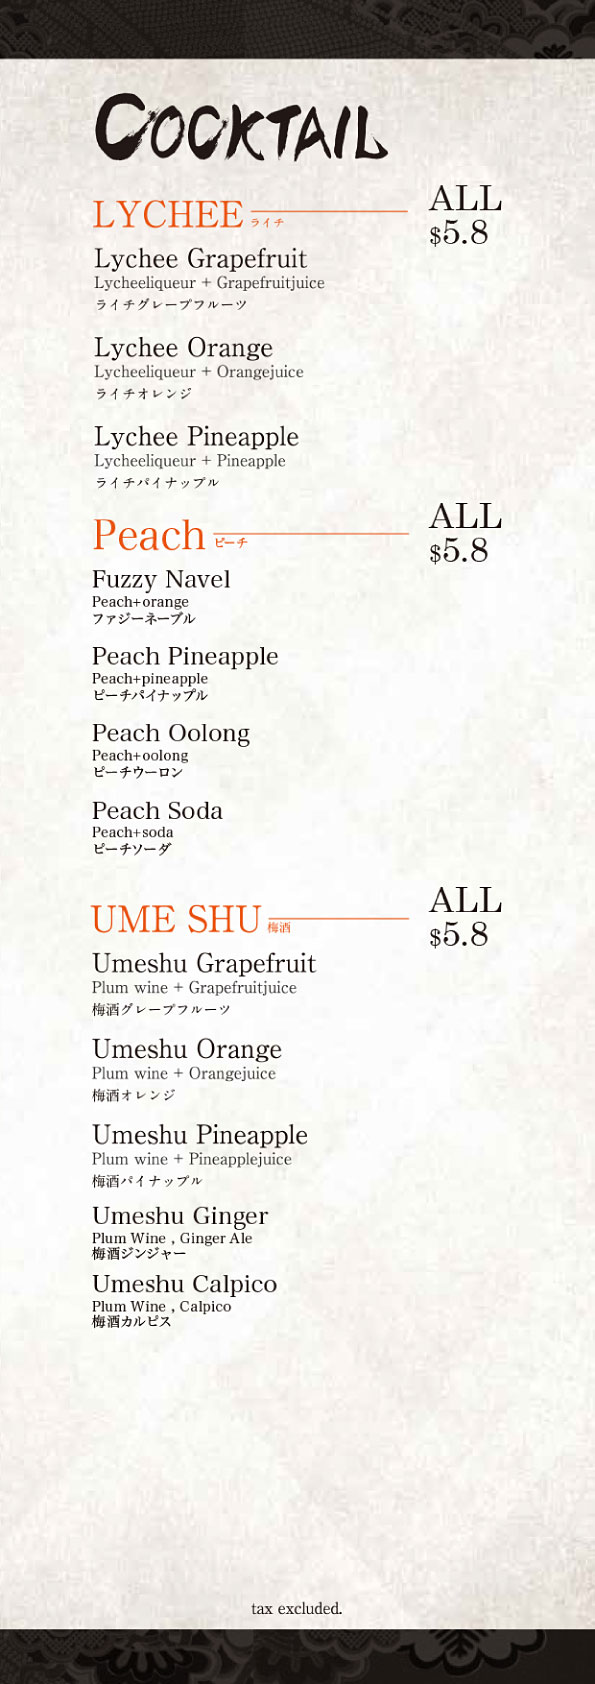 COCKTAIL
LYCHEE ライチ
ALL
$5.8
Lychee Grapefruit
Lycheeliqueur + Grapefruitjuice
ライチグレープフルーツ
Lychee Orange
Lycheeliqueur + Orangejuice
ライチオレンジ
Lychee Pineapple
Lycheeliqueur + Pineapple
ライチパイナップル
Peach ピーチ
ALL
$5.8
Fuzzy Navel
Peach+orange
ファジーネーブル
Peach Pineapple
Peach+pineapple
ピーチパイナップル
Peach Oolong
Peach+oolong
ピーチウーロン
Peach Soda
Peach+soda
ピーチソーダ
UME SHU 梅酒
ALL
$5.8
Umeshu Grapefruit
Plum wine + Grapefruitjuice
梅酒グレープフルーツ
Umeshu Orange
Plum wine + Orangejuice
梅酒オレンジ
Umeshu Pineapple
Plum wine + Pineapplejuice
梅酒パイナップル
Umeshu Ginger
Plum Wine , Ginger Ale
梅酒ジンジャー
Umeshu Calpico
Plum Wine , Calpico
梅酒カルピス
tax excluded.